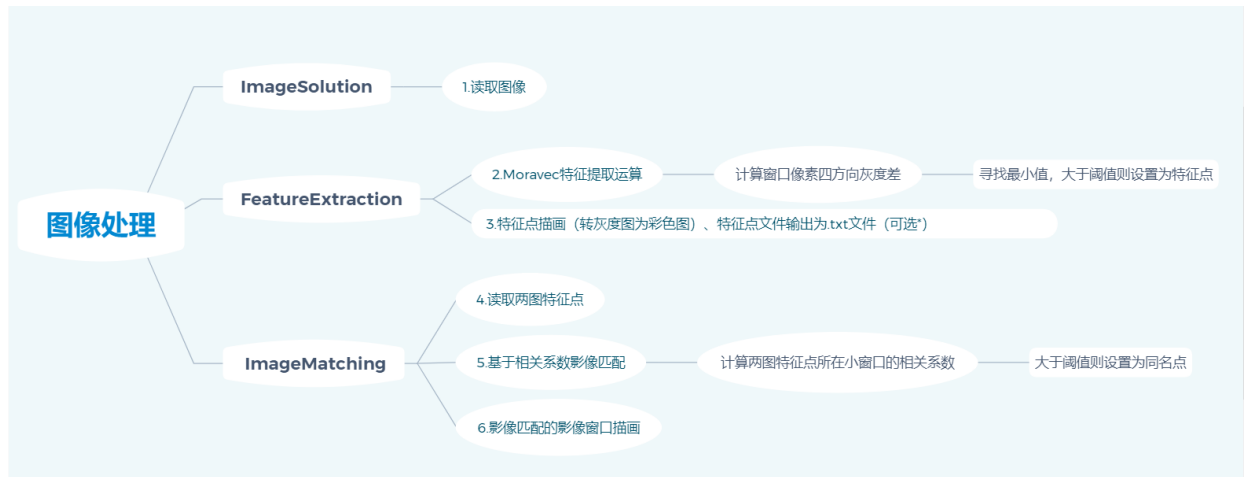 图像处理
ImageSolution
1.读取图像
FeatureExtraction
2.Moravec特征提取运算
计算窗口像素四方向灰度差
寻找最小值，大于阈值则设置为特征点
3.特征点描画（转灰度图为彩色图）、特征点文件输出为.txt文件（可选*）
ImageMatching
4.读取两图特征点
5.基于相关系数影像匹配
计算两图特征点所在小窗口的相关系数
大于阈值则设置为同名点
6.影像匹配的影像窗口描画